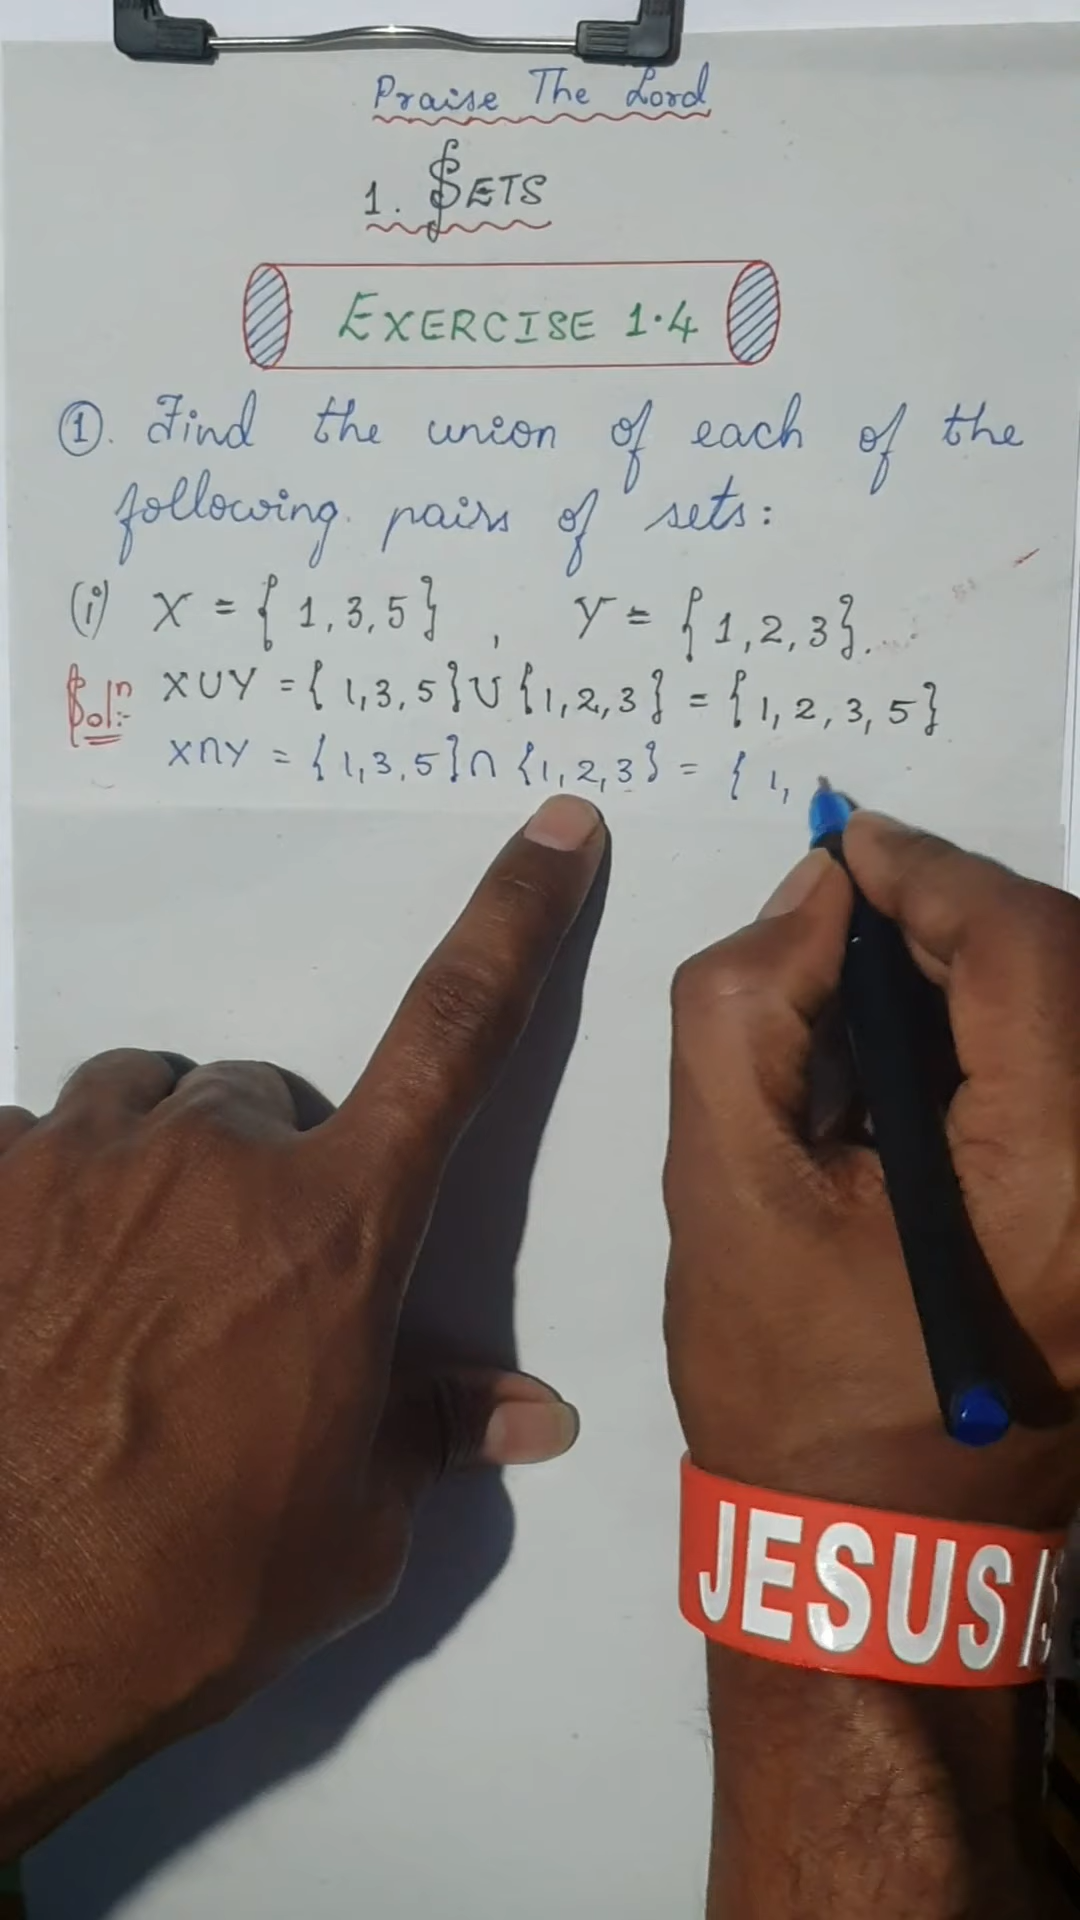 Praise The Lord
1. SETS
EXERCISE 1.4
①. Find the union of each of the
following pairs of sets:
(i) X = { 1, 3, 5 } , Y = { 1, 2, 3 }.
Solⁿ:- X∪Y = { 1, 3, 5 } ∪ { 1, 2, 3 } = { 1, 2, 3, 5 }
X∩Y = { 1, 3, 5 } ∩ { 1, 2, 3 } = { 1,
JESUS